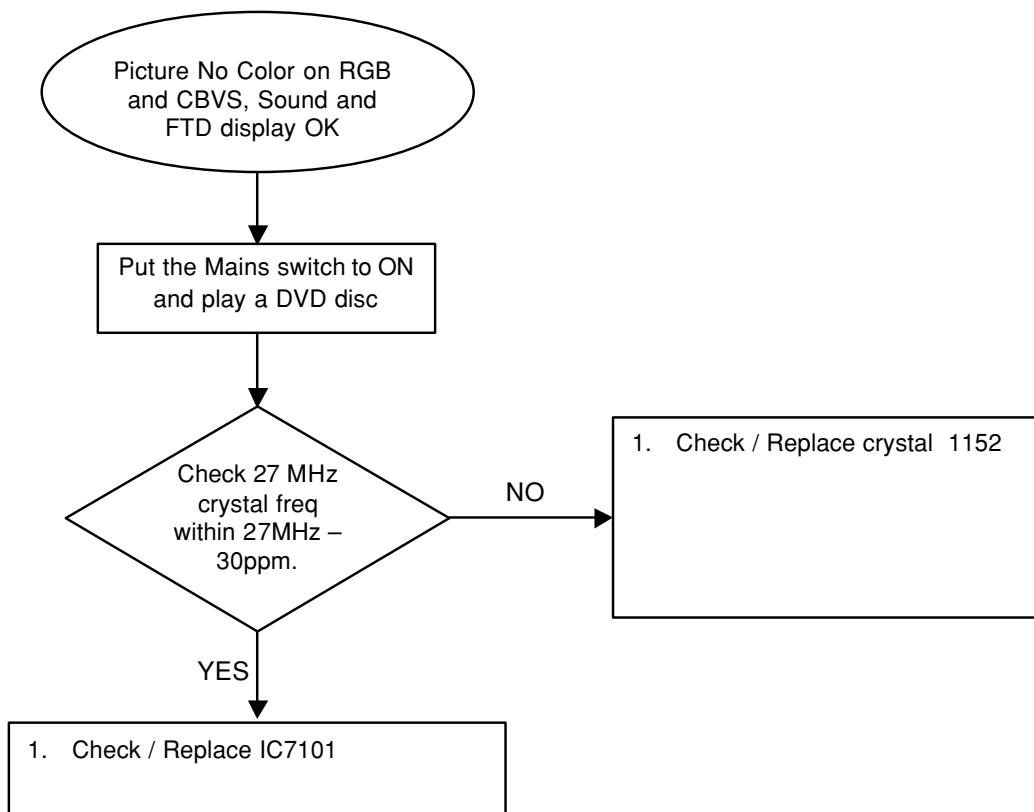 Picture No Color on RGB
and CBVS, Sound and
FTD display OK
Put the Mains switch to ON
and play a DVD disc
Check 27 MHz
crystal freq
within 27MHz –
30ppm.
NO
1. Check / Replace crystal 1152
YES
1. Check / Replace IC7101